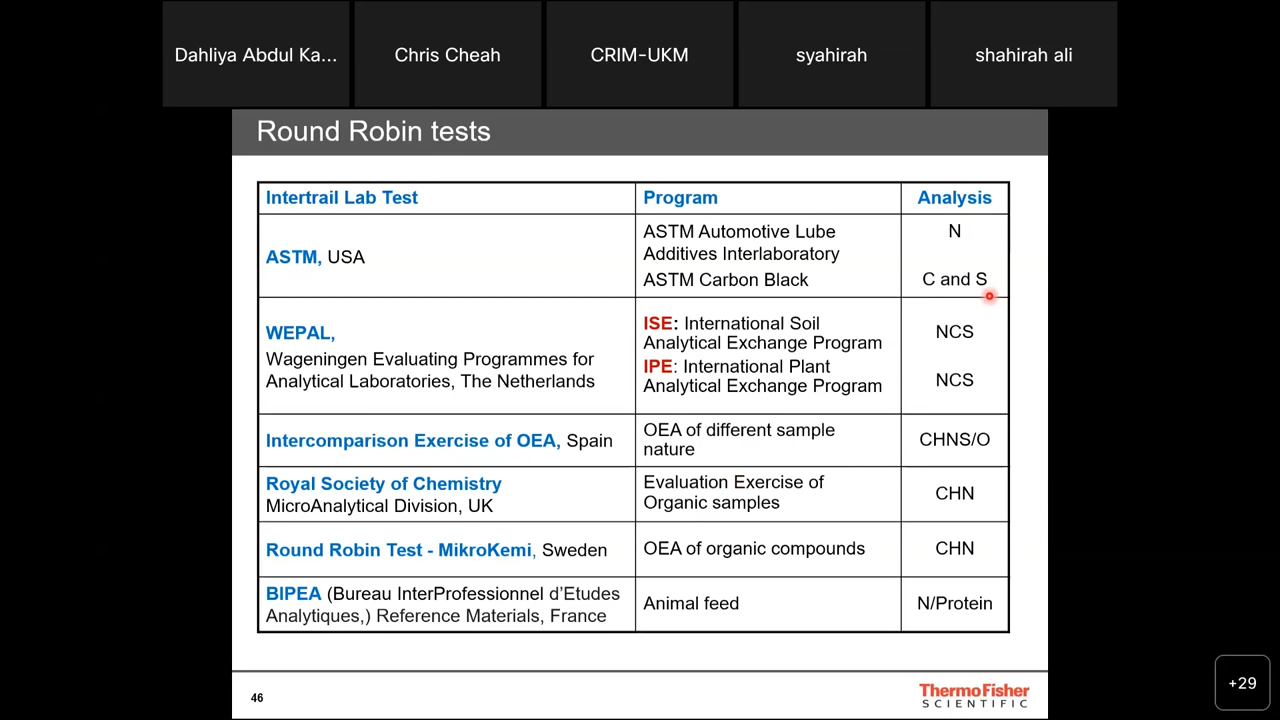 Dahliya Abdul Ka...
Chris Cheah
CRIM-UKM
syahirah
shahirah ali
Round Robin tests
Intertrail Lab Test
Program
Analysis
ASTM, USA
ASTM Automotive Lube
Additives Interlaboratory
N
ASTM Carbon Black
C and S
WEPAL,
Wageningen Evaluating Programmes for
Analytical Laboratories, The Netherlands
ISE: International Soil
Analytical Exchange Program
NCS
IPE: International Plant
Analytical Exchange Program
NCS
Intercomparison Exercise of OEA, Spain
OEA of different sample
nature
CHNS/O
Royal Society of Chemistry
MicroAnalytical Division, UK
Evaluation Exercise of
Organic samples
CHN
Round Robin Test - MikroKemi, Sweden
OEA of organic compounds
CHN
BIPEA (Bureau InterProfessionnel d'Etudes
Analytiques,) Reference Materials, France
Animal feed
N/Protein
46
ThermoFisher
SCIENTIFIC
+29